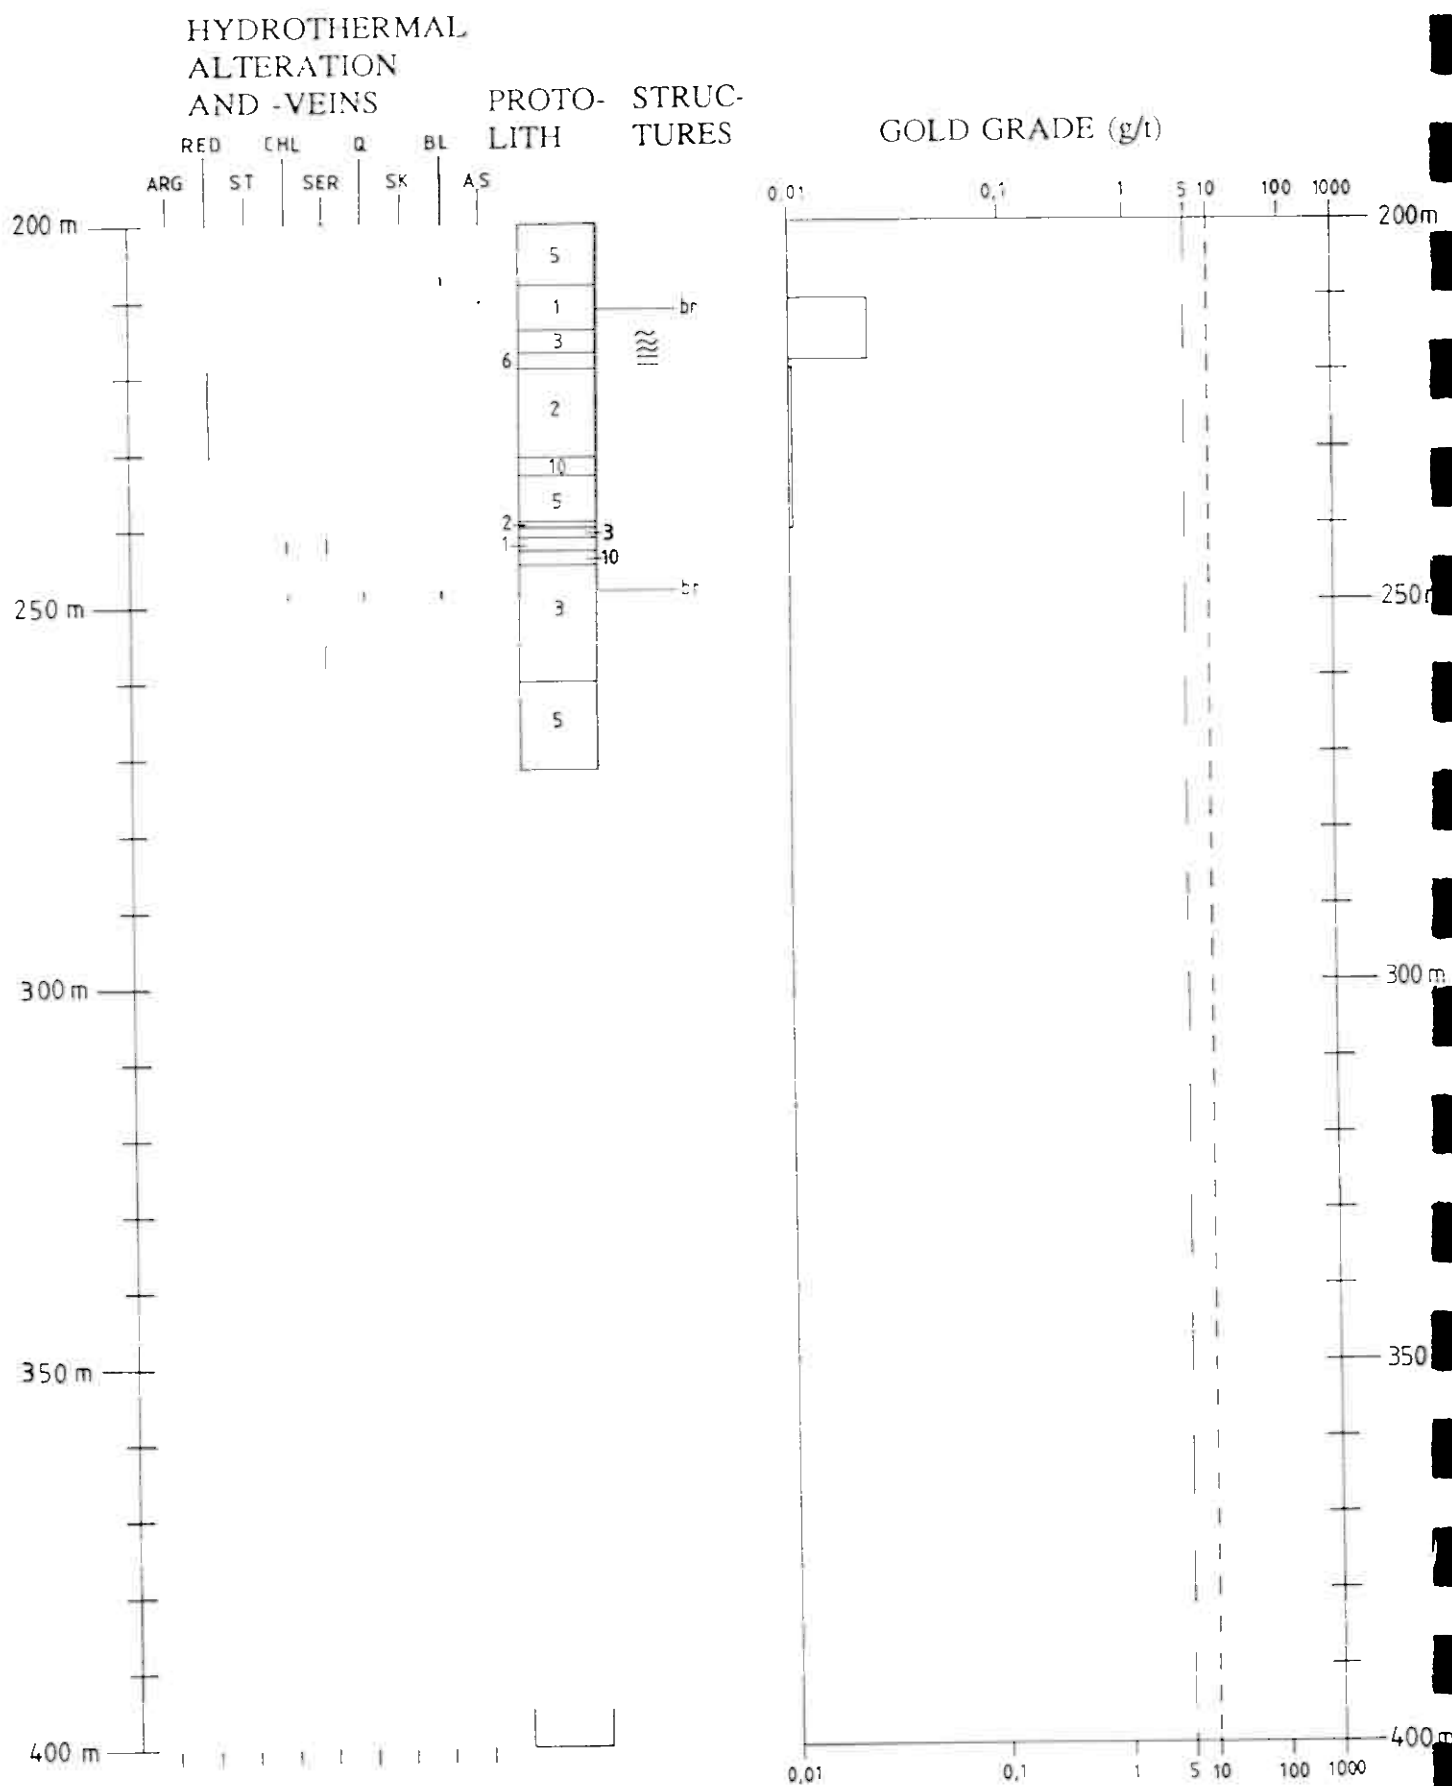 HYDROTHERMAL
ALTERATION
AND -VEINS
PROTO-
LITH
STRUC-
TURES
GOLD GRADE (g/t)
RED CHL Q BL
ARG ST SER SK AS
0,01 0,1 1 5 10 100 1000
200 m
200m
5
1
br
3
6
2
10
5
2
3
1
10
br
250 m
3
250
5
300 m
300 m
350 m
350
400 m
400m
0,01 0,1 1 5 10 100 1000